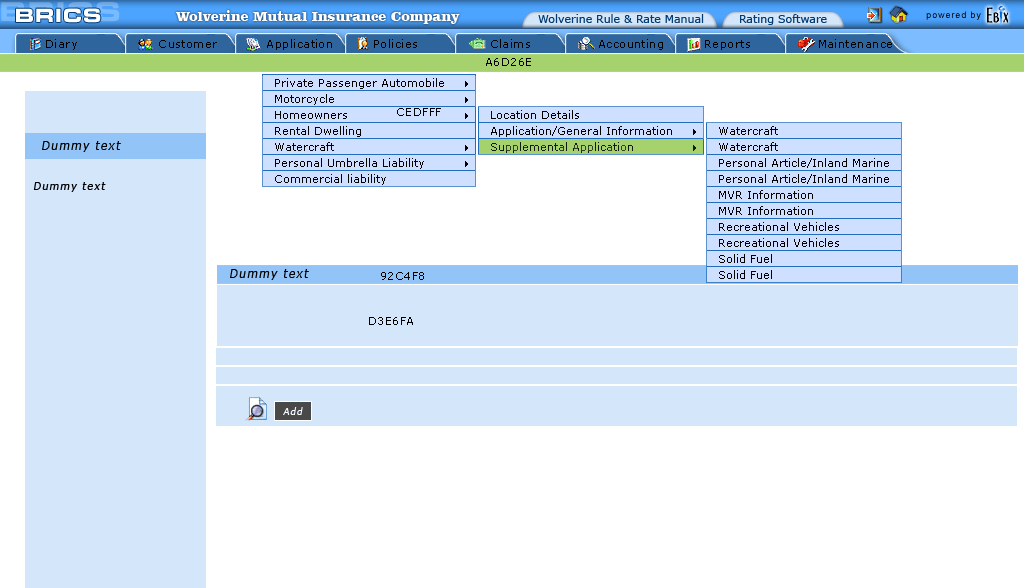 BRICS
Wolverine Mutual Insurance Company
Wolverine Rule & Rate Manual
Rating Software
powered by Ebix
Diary
Customer
Application
Policies
Claims
Accounting
Reports
Maintenance
A6D26E
Private Passenger Automobile
Motorcycle
Homeowners
CEDFFF
Rental Dwelling
Watercraft
Personal Umbrella Liability
Commercial liability
Location Details
Application/General Information
Supplemental Application
Watercraft
Watercraft
Personal Article/Inland Marine
Personal Article/Inland Marine
MVR Information
MVR Information
Recreational Vehicles
Recreational Vehicles
Solid Fuel
Solid Fuel
Dummy text
Dummy text
Dummy text
92C4F8
D3E6FA
Add